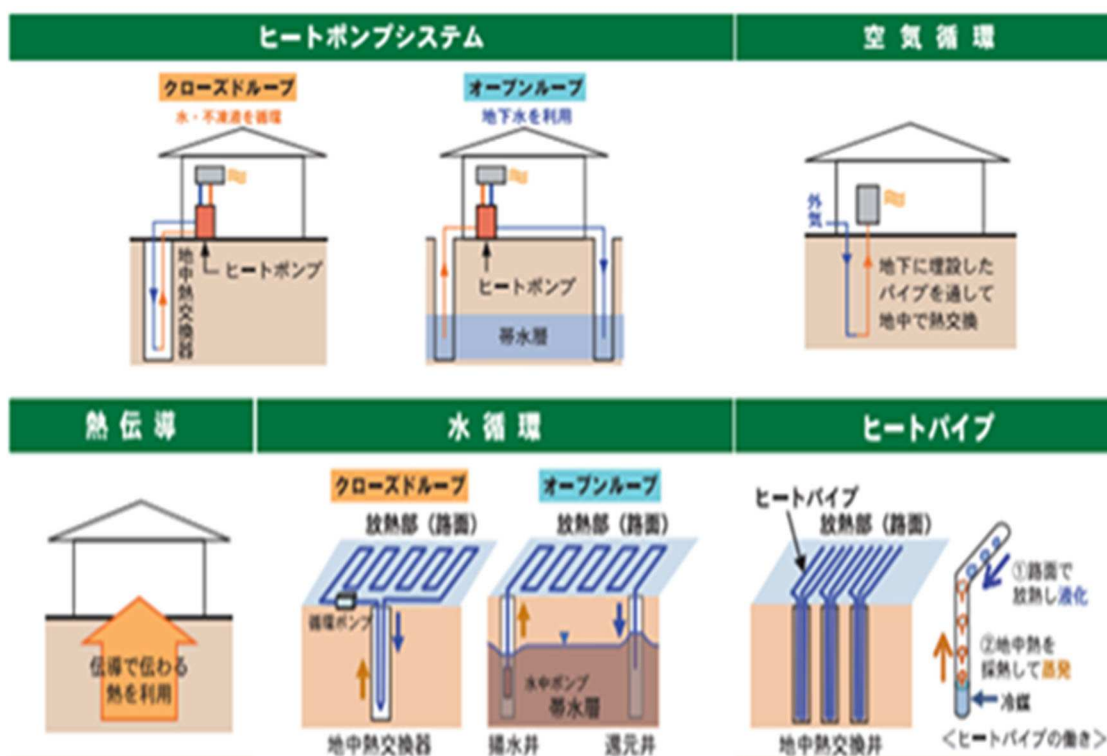 ヒートポンプシステム
クローズドループ
水・不凍液を循環
ヒートポンプ
地中熱交換器
オープンループ
地下水を利用
ヒートポンプ
帯水層
空気循環
外気
地下に埋設した
パイプを通して
地中で熱交換
熱伝導
伝導で伝わる
熱を利用
水循環
クローズドループ
放熱部（路面）
循環ポンプ
地中熱交換器
オープンループ
放熱部（路面）
水中ポンプ
帯水層
揚水井
還元井
ヒートパイプ
ヒートパイプ
放熱部（路面）
地中熱交換井
①路面で
放熱し液化
②地中熱を
採熱して蒸発
冷媒
＜ヒートパイプの働き＞